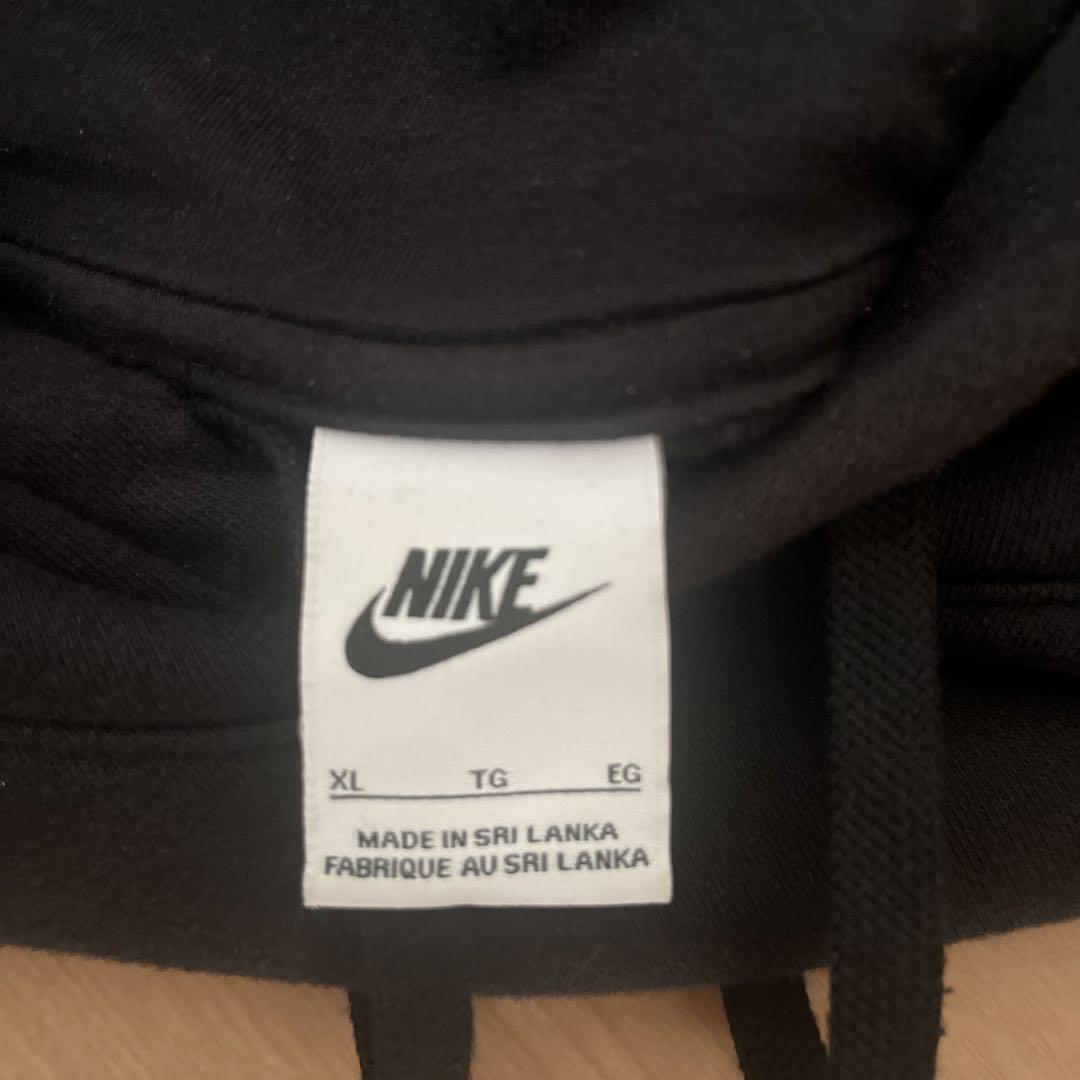 NIKE
XL TG EG
MADE IN SRI LANKA
FABRIQUE AU SRI LANKA